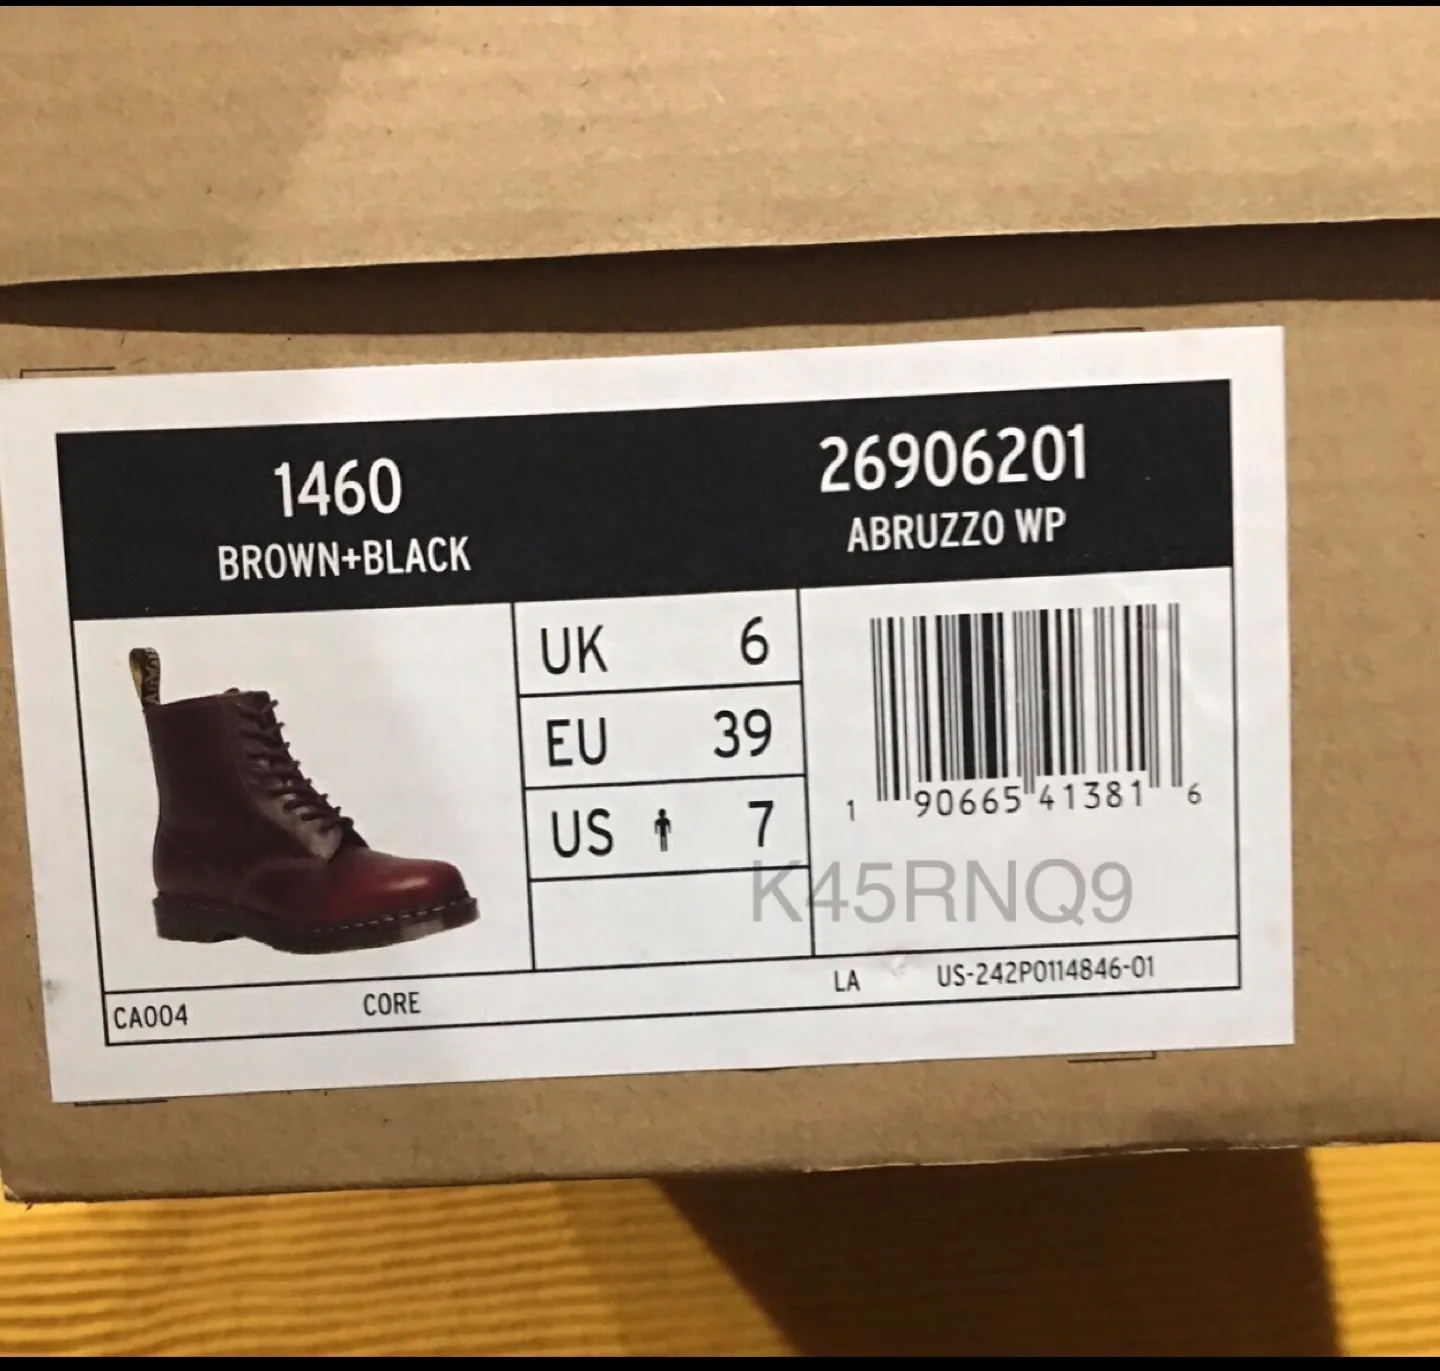 1460
BROWN+BLACK
26906201
ABRUZZO WP
UK 6
EU 39
US 7
1 90665 41381 6
K45RNQ9
CA004 CORE LA US-242P0114846-01